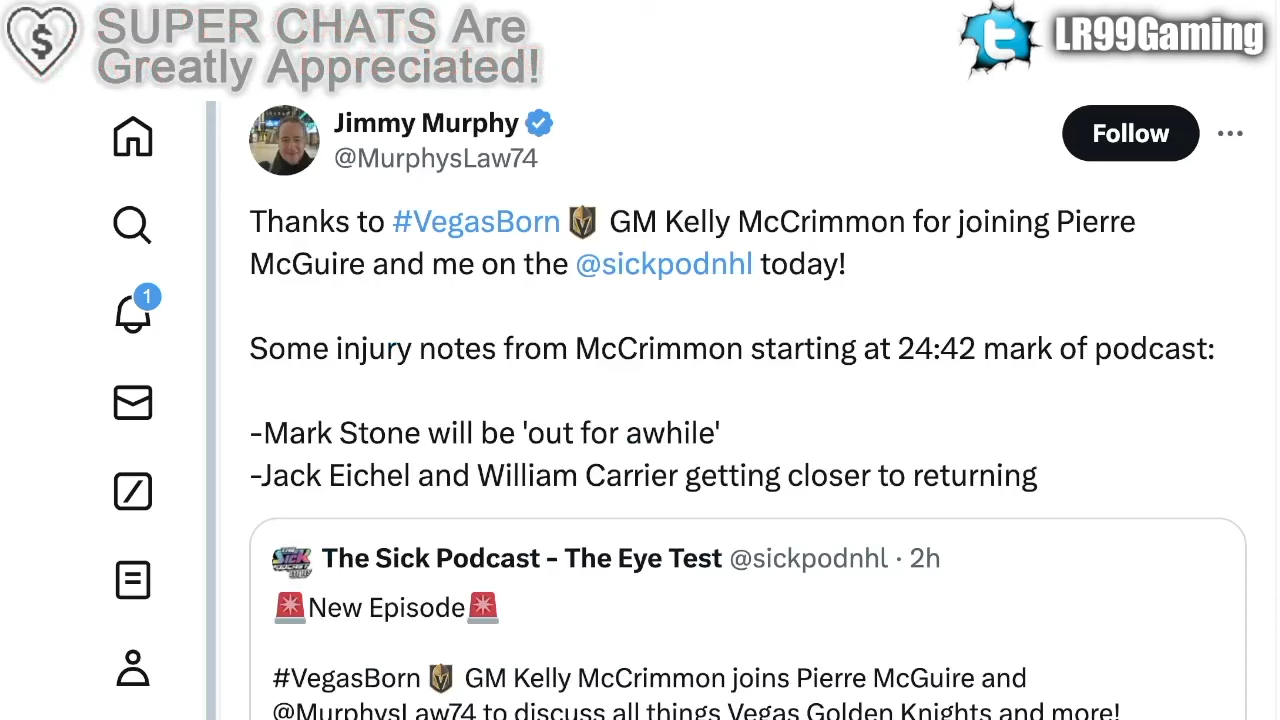 SUPER CHATS Are
Greatly Appreciated!
LR99Gaming
Jimmy Murphy
@MurphysLaw74
Follow
Thanks to #VegasBorn GM Kelly McCrimmon for joining Pierre
McGuire and me on the @sickpodnhl today!
1
Some injury notes from McCrimmon starting at 24:42 mark of podcast:
-Mark Stone will be 'out for awhile'
-Jack Eichel and William Carrier getting closer to returning
The Sick Podcast - The Eye Test @sickpodnhl · 2h
New Episode
#VegasBorn GM Kelly McCrimmon joins Pierre McGuire and
@MurphysLaw74 to discuss all things Vegas Golden Knights and more!